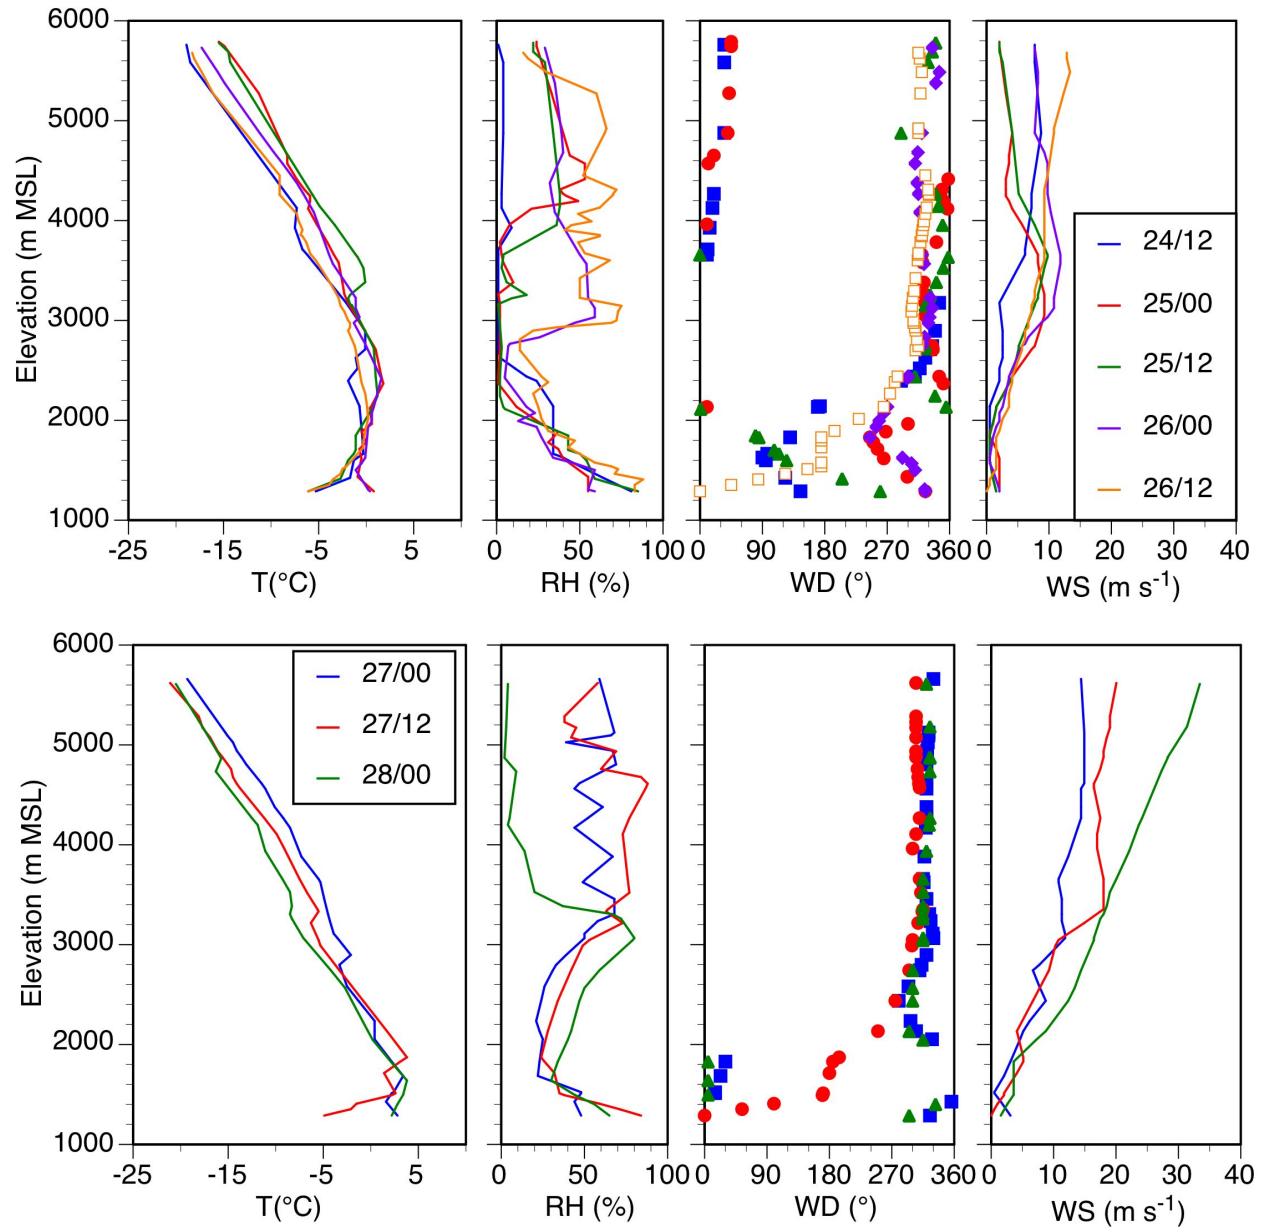 6000
5000
4000
3000
2000
1000
Elevation (m MSL)
-25 -15 -5 5
T(°C)
0 50 100
RH (%)
0 90 180 270 360
WD (°)
0 10 20 30 40
WS (m s-1)
24/12
25/00
25/12
26/00
26/12
6000
5000
4000
3000
2000
1000
Elevation (m MSL)
27/00
27/12
28/00
-25 -15 -5 5
T(°C)
0 50 100
RH (%)
0 90 180 270 360
WD (°)
0 10 20 30 40
WS (m s-1)